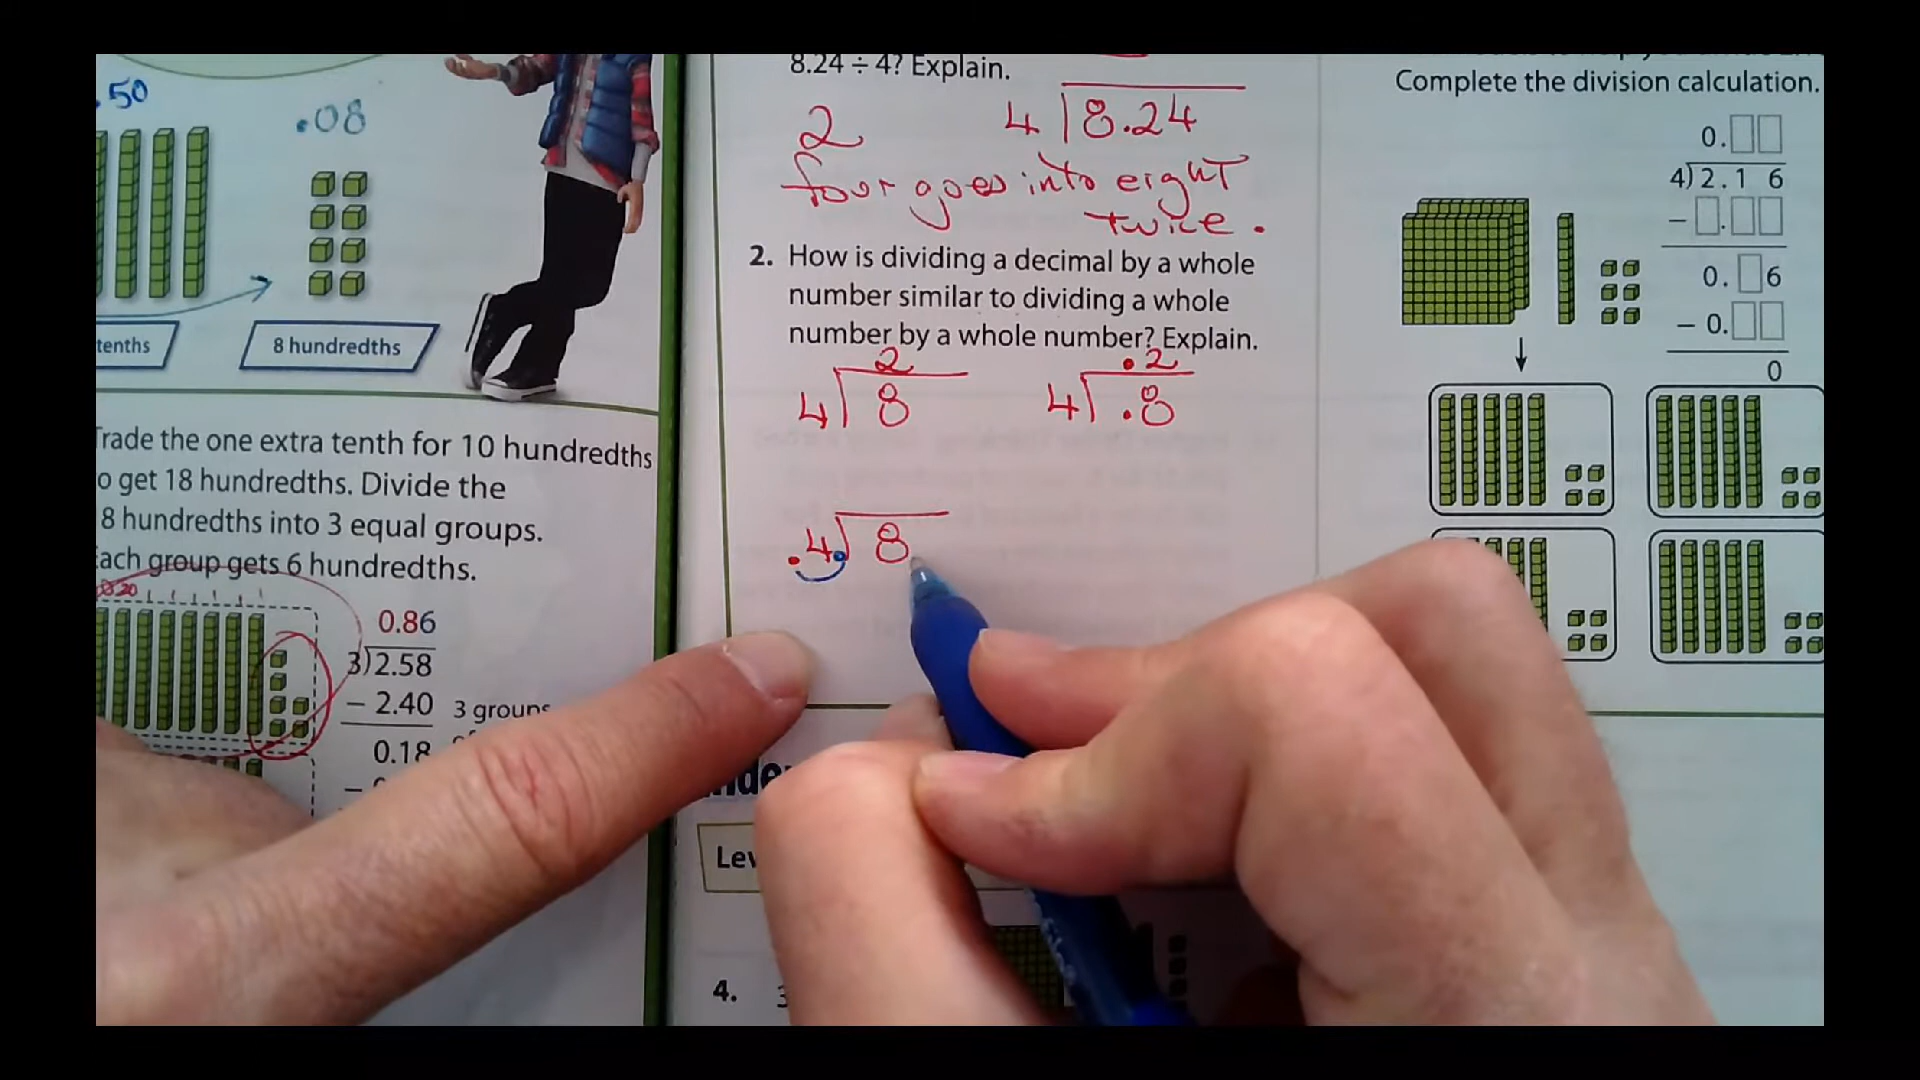 .50
.08
tenths
8 hundredths
Trade the one extra tenth for 10 hundredths
to get 18 hundredths. Divide the
8 hundredths into 3 equal groups.
Each group gets 6 hundredths.
20
0.86
3)2.58
− 2.40
3 groups
0.18
−
8.24 ÷ 4? Explain.
2
4 8.24
four goes into eight
twice.
2. How is dividing a decimal by a whole
number similar to dividing a whole
number by a whole number? Explain.
2
4 8
.2
4 .8
.4. 8
Lev
4.
Complete the division calculation.
0.
4)2.1 6
− .
0. 6
− 0.
0